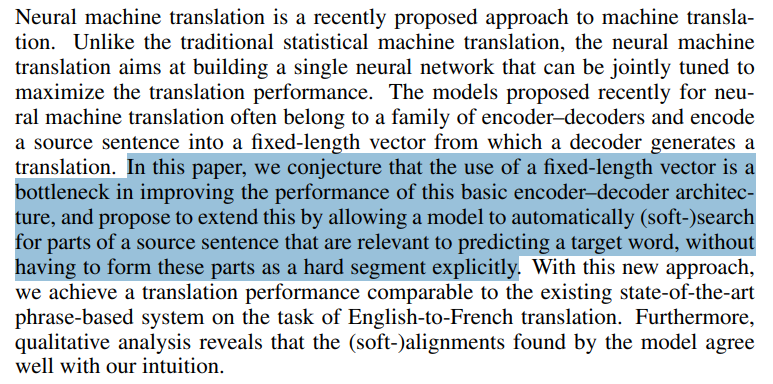 Neural machine translation is a recently proposed approach to machine transla-
tion. Unlike the traditional statistical machine translation, the neural machine
translation aims at building a single neural network that can be jointly tuned to
maximize the translation performance. The models proposed recently for neu-
ral machine translation often belong to a family of encoder–decoders and encode
a source sentence into a fixed-length vector from which a decoder generates a
translation. In this paper, we conjecture that the use of a fixed-length vector is a
bottleneck in improving the performance of this basic encoder–decoder architec-
ture, and propose to extend this by allowing a model to automatically (soft-)search
for parts of a source sentence that are relevant to predicting a target word, without
having to form these parts as a hard segment explicitly. With this new approach,
we achieve a translation performance comparable to the existing state-of-the-art
phrase-based system on the task of English-to-French translation. Furthermore,
qualitative analysis reveals that the (soft-)alignments found by the model agree
well with our intuition.